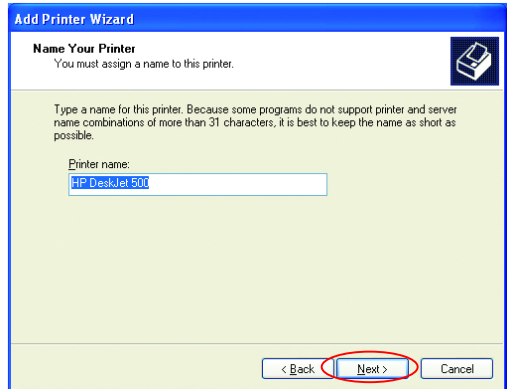 Add Printer Wizard
Name Your Printer
You must assign a name to this printer.
Type a name for this printer. Because some programs do not support printer and server
name combinations of more than 31 characters, it is best to keep the name as short as
possible.
Printer name:
HP DeskJet 500
< Back
Next >
Cancel